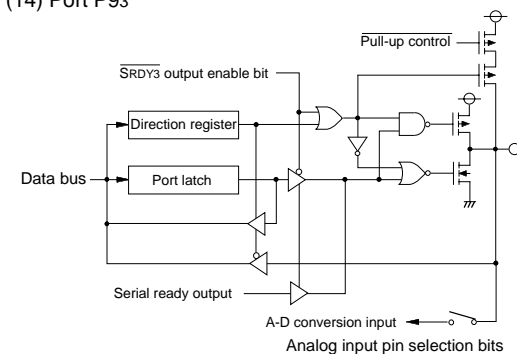 (14) Port P93
Pull-up control
SRDY3 output enable bit
Direction register
Data bus
Port latch
Serial ready output
A-D conversion input
Analog input pin selection bits